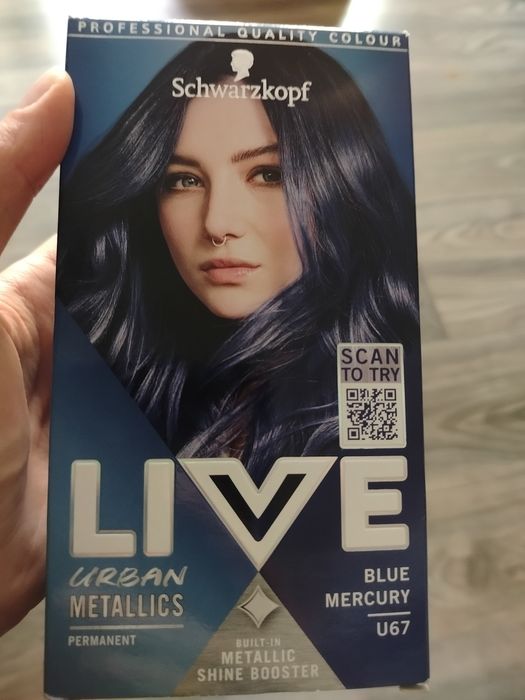 PROFESSIONAL QUALITY COLOUR
Schwarzkopf
SCAN
TO TRY
LIVE
URBAN
METALLICS
PERMANENT
BLUE
MERCURY
U67
BUILT-IN
METALLIC
SHINE BOOSTER